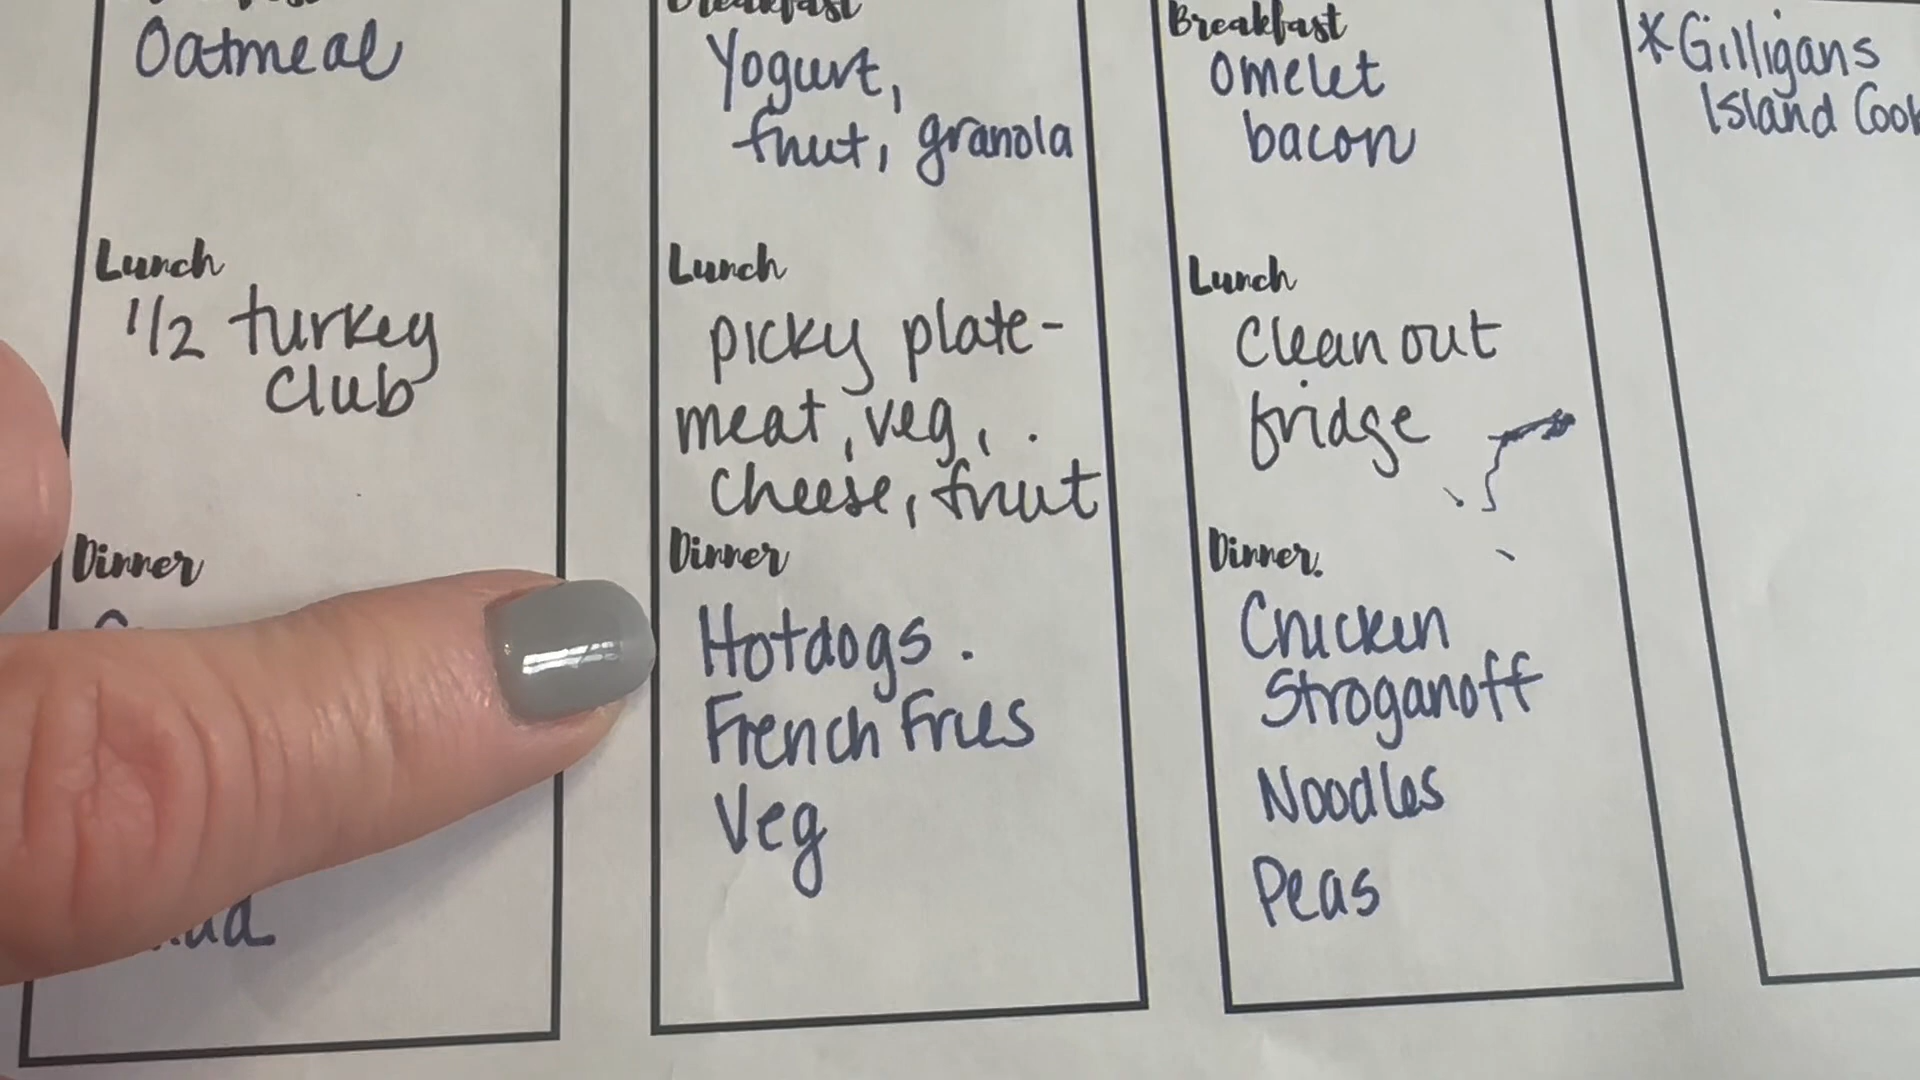 Oatmeal
Lunch
1/2 turkey
club
Dinner
Breakfast
Yogurt,
fruit, granola
Lunch
picky plate-
meat, veg,
cheese, fruit
Dinner
Hotdogs
French Fries
Veg
Breakfast
Omelet
bacon
Lunch
Clean out
fridge
Dinner
Chicken
Stroganoff
Noodles
Peas
*Gilligans
Island